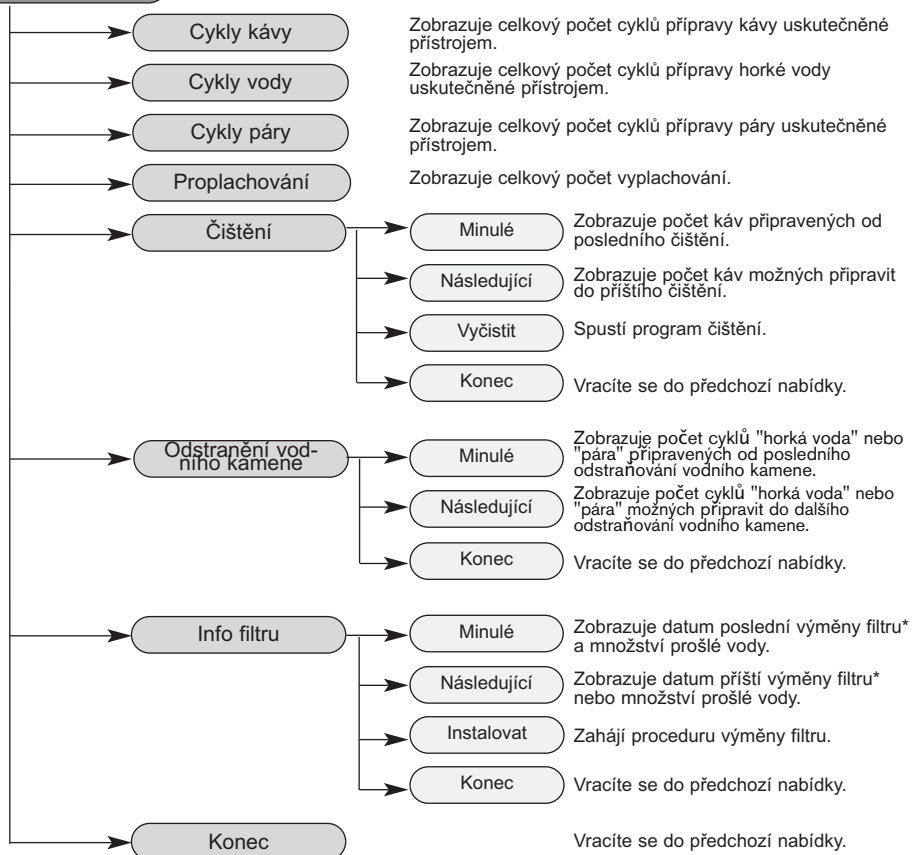 Cykly kávy
Zobrazuje celkový počet cyklů přípravy kávy uskutečněné
přístrojem.
Cykly vody
Zobrazuje celkový počet cyklů přípravy horké vody
uskutečněné přístrojem.
Cykly páry
Zobrazuje celkový počet cyklů přípravy páry uskutečněné
přístrojem.
Proplachování
Zobrazuje celkový počet vyplachování.
Čištění
Minulé
Zobrazuje počet káv připravených od
posledního čištění.
Následující
Zobrazuje počet káv možných připravit
do příštího čištění.
Vyčistit
Spustí program čištění.
Konec
Vracíte se do předchozí nabídky.
Odstranění vod-
ního kamene
Minulé
Zobrazuje počet cyklů "horká voda" nebo
"pára" připravených od posledního
odstraňování vodního kamene.
Následující
Zobrazuje počet cyklů "horká voda" nebo
"pára" možných připravit do dalšího
odstraňování vodního kamene.
Konec
Vracíte se do předchozí nabídky.
Info filtru
Minulé
Zobrazuje datum poslední výměny filtru*
a množství prošlé vody.
Následující
Zobrazuje datum příští výměny filtru*
nebo množství prošlé vody.
Instalovat
Zahájí proceduru výměny filtru.
Konec
Vracíte se do předchozí nabídky.
Konec
Vracíte se do předchozí nabídky.